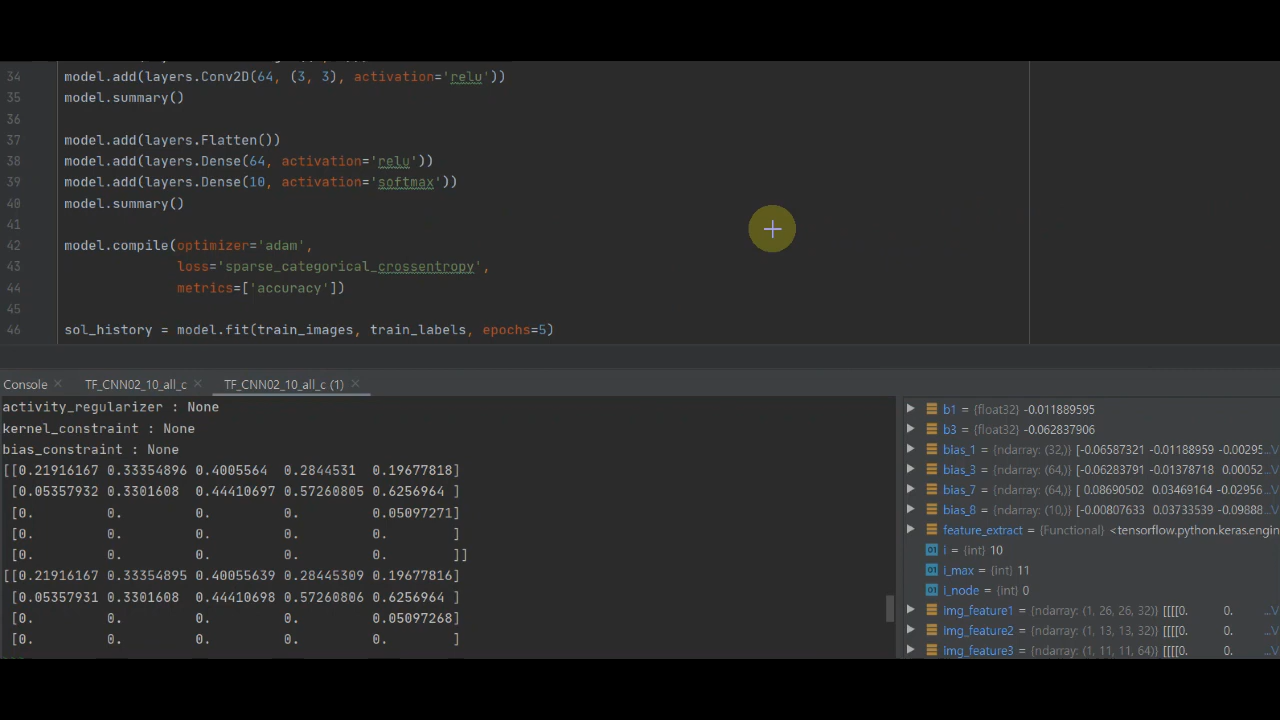 34 model.add(layers.Conv2D(64, (3, 3), activation='relu'))
35 model.summary()
36
37 model.add(layers.Flatten())
38 model.add(layers.Dense(64, activation='relu'))
39 model.add(layers.Dense(10, activation='softmax'))
40 model.summary()
41
42 model.compile(optimizer='adam',
43 loss='sparse_categorical_crossentropy',
44 metrics=['accuracy'])
45
46 sol_history = model.fit(train_images, train_labels, epochs=5)
Console TF_CNN02_10_all_c TF_CNN02_10_all_c (1)
activity_regularizer : None
kernel_constraint : None
bias_constraint : None
[[0.21916167 0.33354896 0.4005564 0.2844531 0.19677818]
[0.05357932 0.3301608 0.44410697 0.57260805 0.6256964 ]
[0. 0. 0. 0. 0.05097271]
[0. 0. 0. 0. 0. ]
[0. 0. 0. 0. 0. ]]
[[0.21916167 0.33354895 0.40055639 0.28445309 0.19677816]
[0.05357931 0.3301608 0.44410698 0.57260806 0.6256964 ]
[0. 0. 0. 0. 0.05097268]
[0. 0. 0. 0. 0. ]
b1 = {float32} -0.011889595
b3 = {float32} -0.062837906
bias_1 = {ndarray: (32,)} [-0.06587321 -0.01188959 -0.00295 ...V
bias_3 = {ndarray: (64,)} [-0.06283791 -0.01378718 0.00052 ...V
bias_7 = {ndarray: (64,)} [ 0.08690502 0.03469164 -0.02956 ...V
bias_8 = {ndarray: (10,)} [-0.00807633 0.03733539 -0.09888 ...V
feature_extract = {Functional} <tensorflow.python.keras.engin
i = {int} 10
i_max = {int} 11
i_node = {int} 0
img_feature1 = {ndarray: (1, 26, 26, 32)} [[[[0. 0. ...V
img_feature2 = {ndarray: (1, 13, 13, 32)} [[[[0. 0. ...V
img_feature3 = {ndarray: (1, 11, 11, 64)} [[[[0. 0. ...V